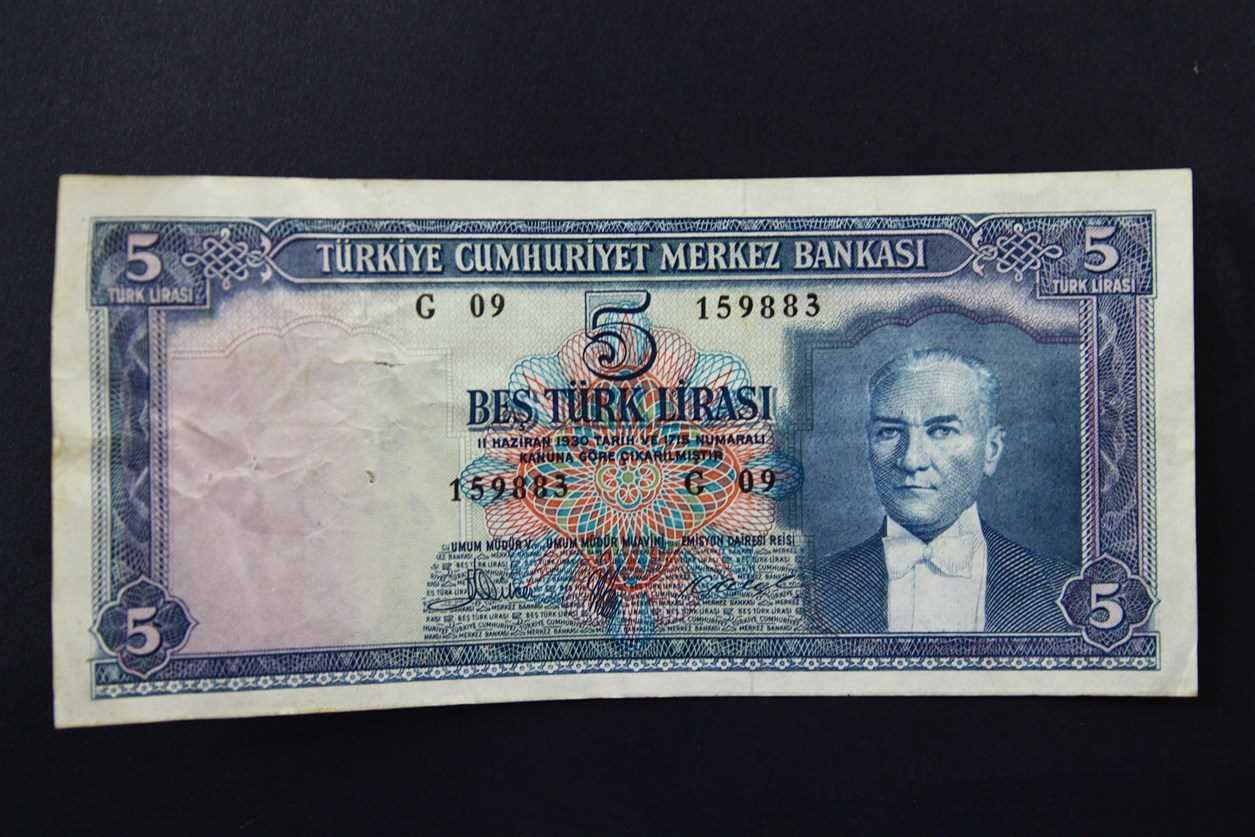 5 TÜRKİYE CUMHURİYET MERKEZ BANKASI 5
TÜRK LİRASI TÜRK LİRASI
G 09 5 159883
BEŞ TÜRK LİRASI
11 HAZİRAN 1930 TARİH VE 1715 NUMARALI
KANUNA GÖRE ÇIKARILMIŞTIR
159883 G 09
UMUM MÜDÜR V. UMUM MÜDÜR MUAVİNİ EMİSYON DAİRESİ REİSİ
5 5